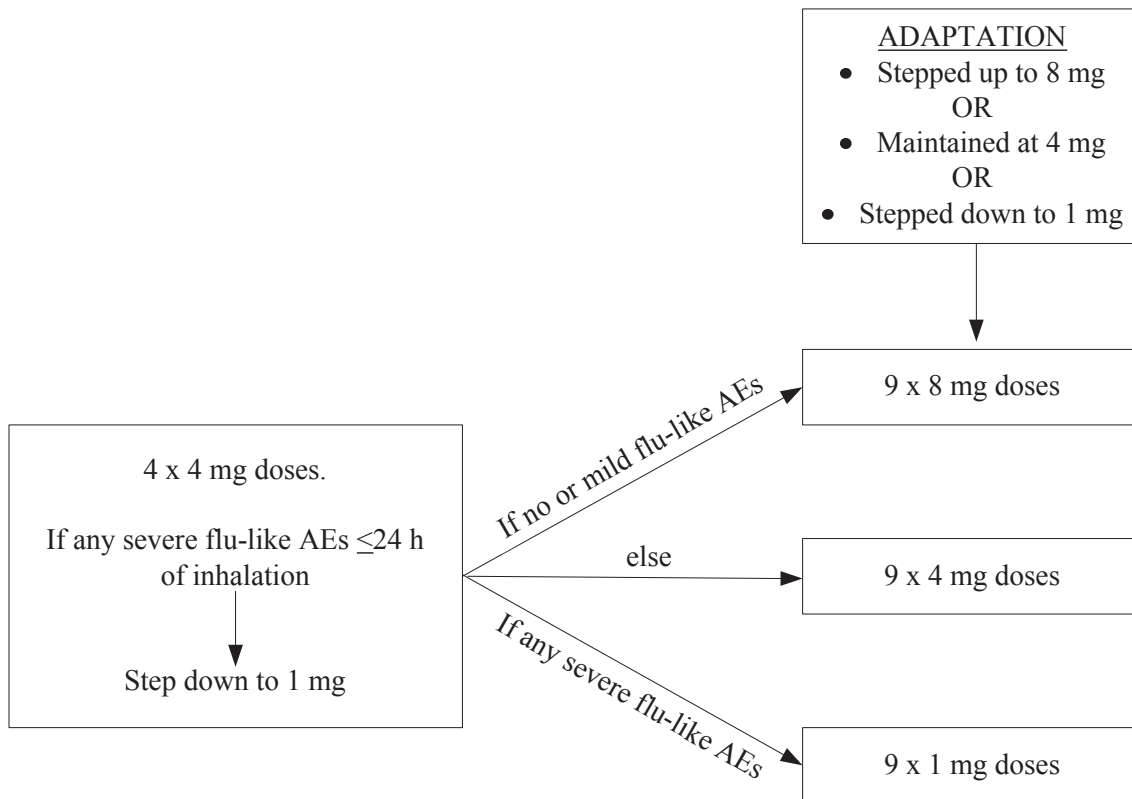 ADAPTATION
• Stepped up to 8 mg
OR
• Maintained at 4 mg
OR
• Stepped down to 1 mg
9 x 8 mg doses
If no or mild flu-like AEs
4 x 4 mg doses.
If any severe flu-like AEs ≤24 h
of inhalation
Step down to 1 mg
else
9 x 4 mg doses
If any severe flu-like AEs
9 x 1 mg doses